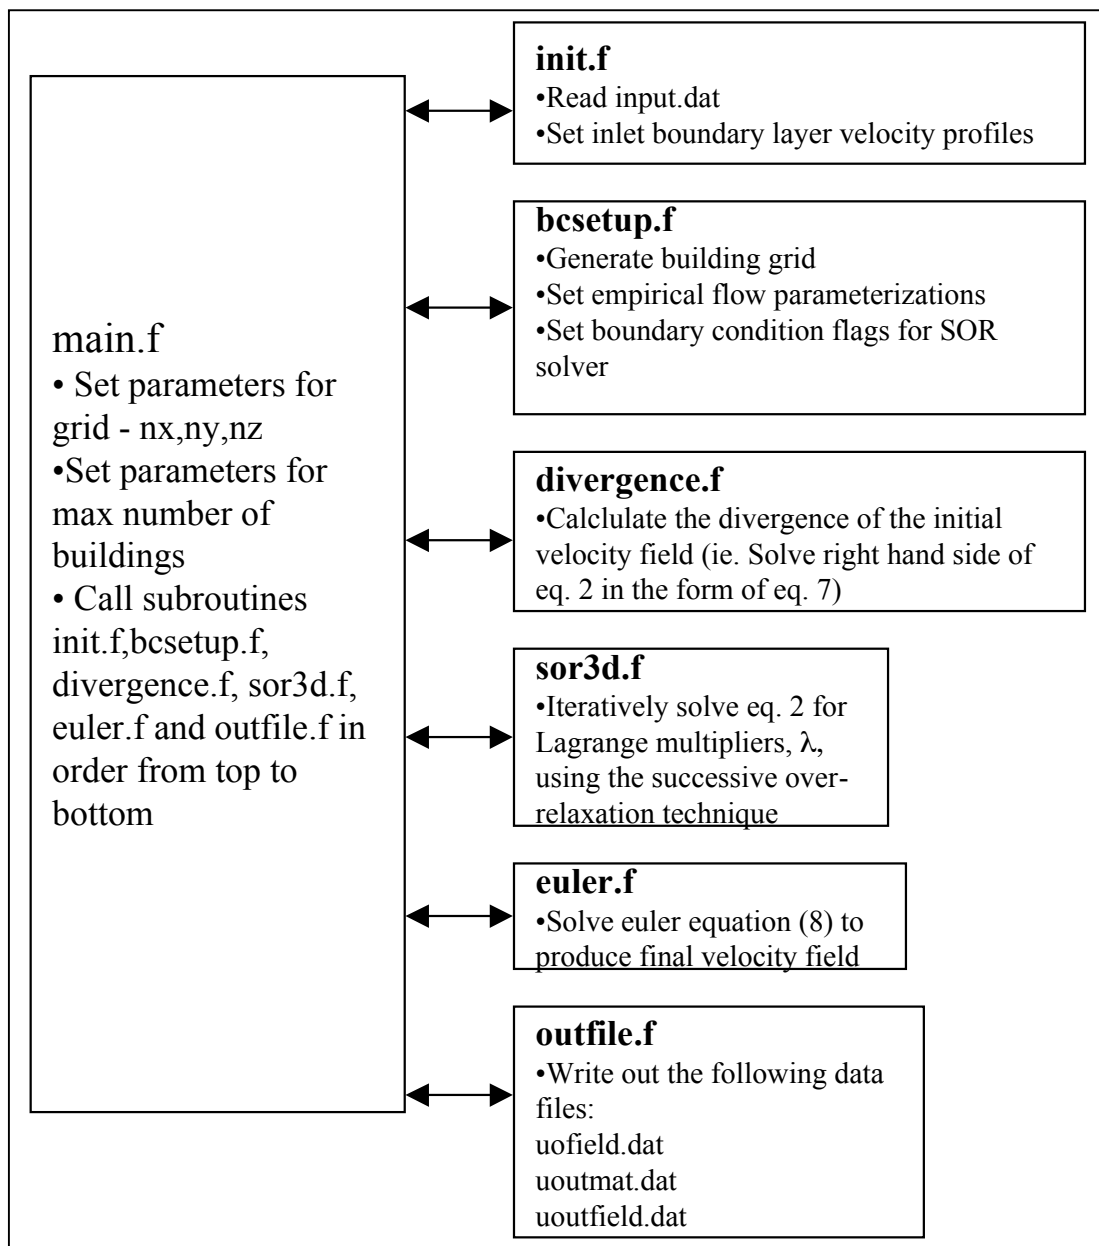 main.f
• Set parameters for
grid - nx,ny,nz
•Set parameters for
max number of
buildings
• Call subroutines
init.f,bcsetup.f,
divergence.f, sor3d.f,
euler.f and outfile.f in
order from top to
bottom
init.f
•Read input.dat
•Set inlet boundary layer velocity profiles
bcsetup.f
•Generate building grid
•Set empirical flow parameterizations
•Set boundary condition flags for SOR
solver
divergence.f
•Calclulate the divergence of the initial
velocity field (ie. Solve right hand side of
eq. 2 in the form of eq. 7)
sor3d.f
•Iteratively solve eq. 2 for
Lagrange multipliers, λ,
using the successive over-
relaxation technique
euler.f
•Solve euler equation (8) to
produce final velocity field
outfile.f
•Write out the following data
files:
uofield.dat
uoutmat.dat
uoutfield.dat